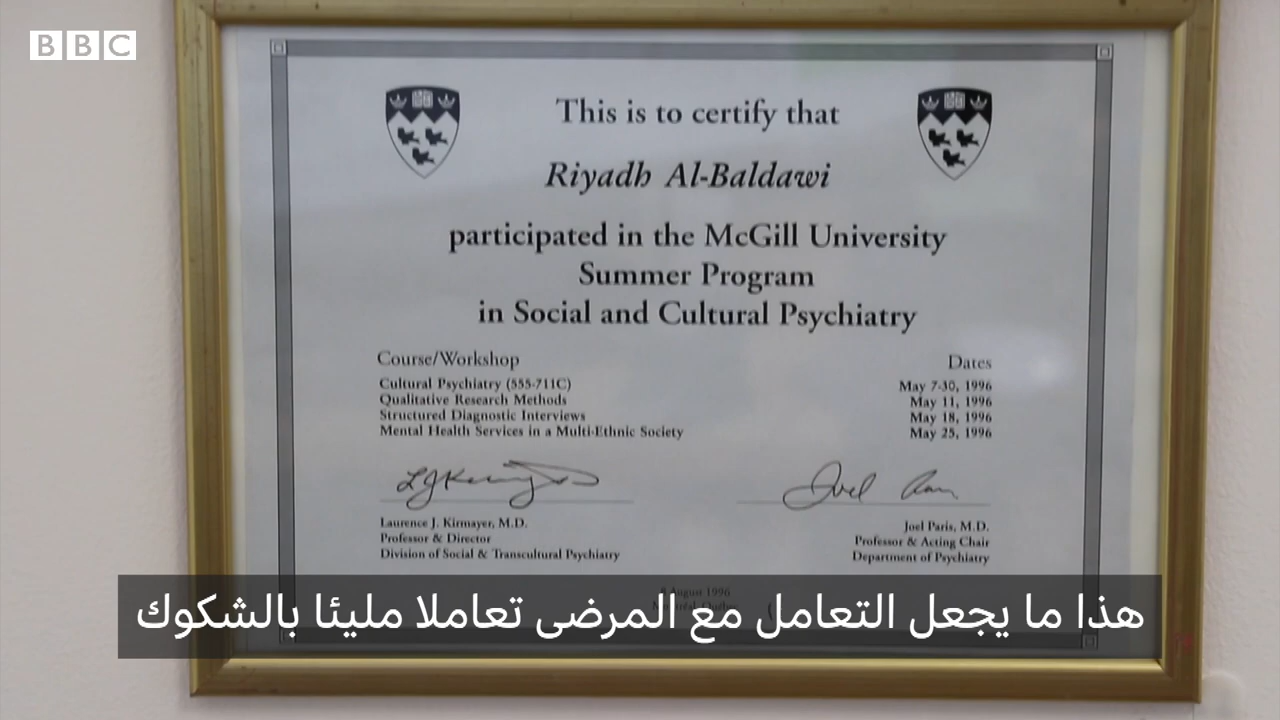 BBC
This is to certify that
Riyadh Al-Baldawi
participated in the McGill University
Summer Program
in Social and Cultural Psychiatry
Course/Workshop Dates
Cultural Psychiatry (555-711C) May 7-30, 1996
Qualitative Research Methods May 11, 1996
Structured Diagnostic Interviews May 18, 1996
Mental Health Services in a Multi-Ethnic Society May 25, 1996
Laurence J. Kirmayer, M.D. Joel Paris, M.D.
Professor & Director Professor & Acting Chair
Division of Social & Transcultural Psychiatry Department of Psychiatry
August 1996
هذا ما يجعل التعامل مع المرضى تعاملا مليئا بالشكوك